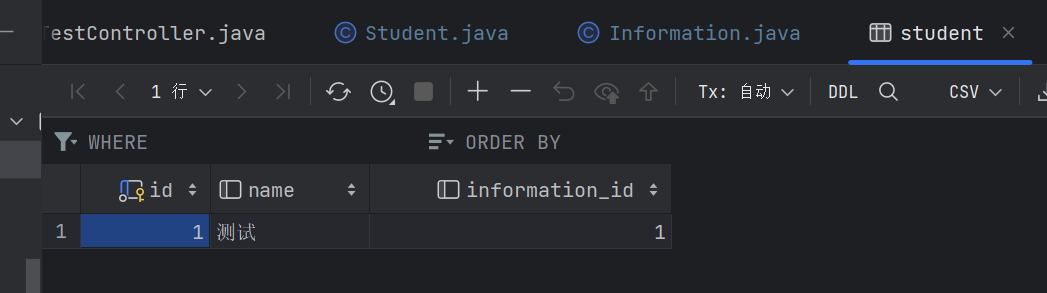 TestController.java Student.java Information.java student
1 行 Tx: 自动 DDL CSV
WHERE ORDER BY
id name information_id
1 1 测试 1